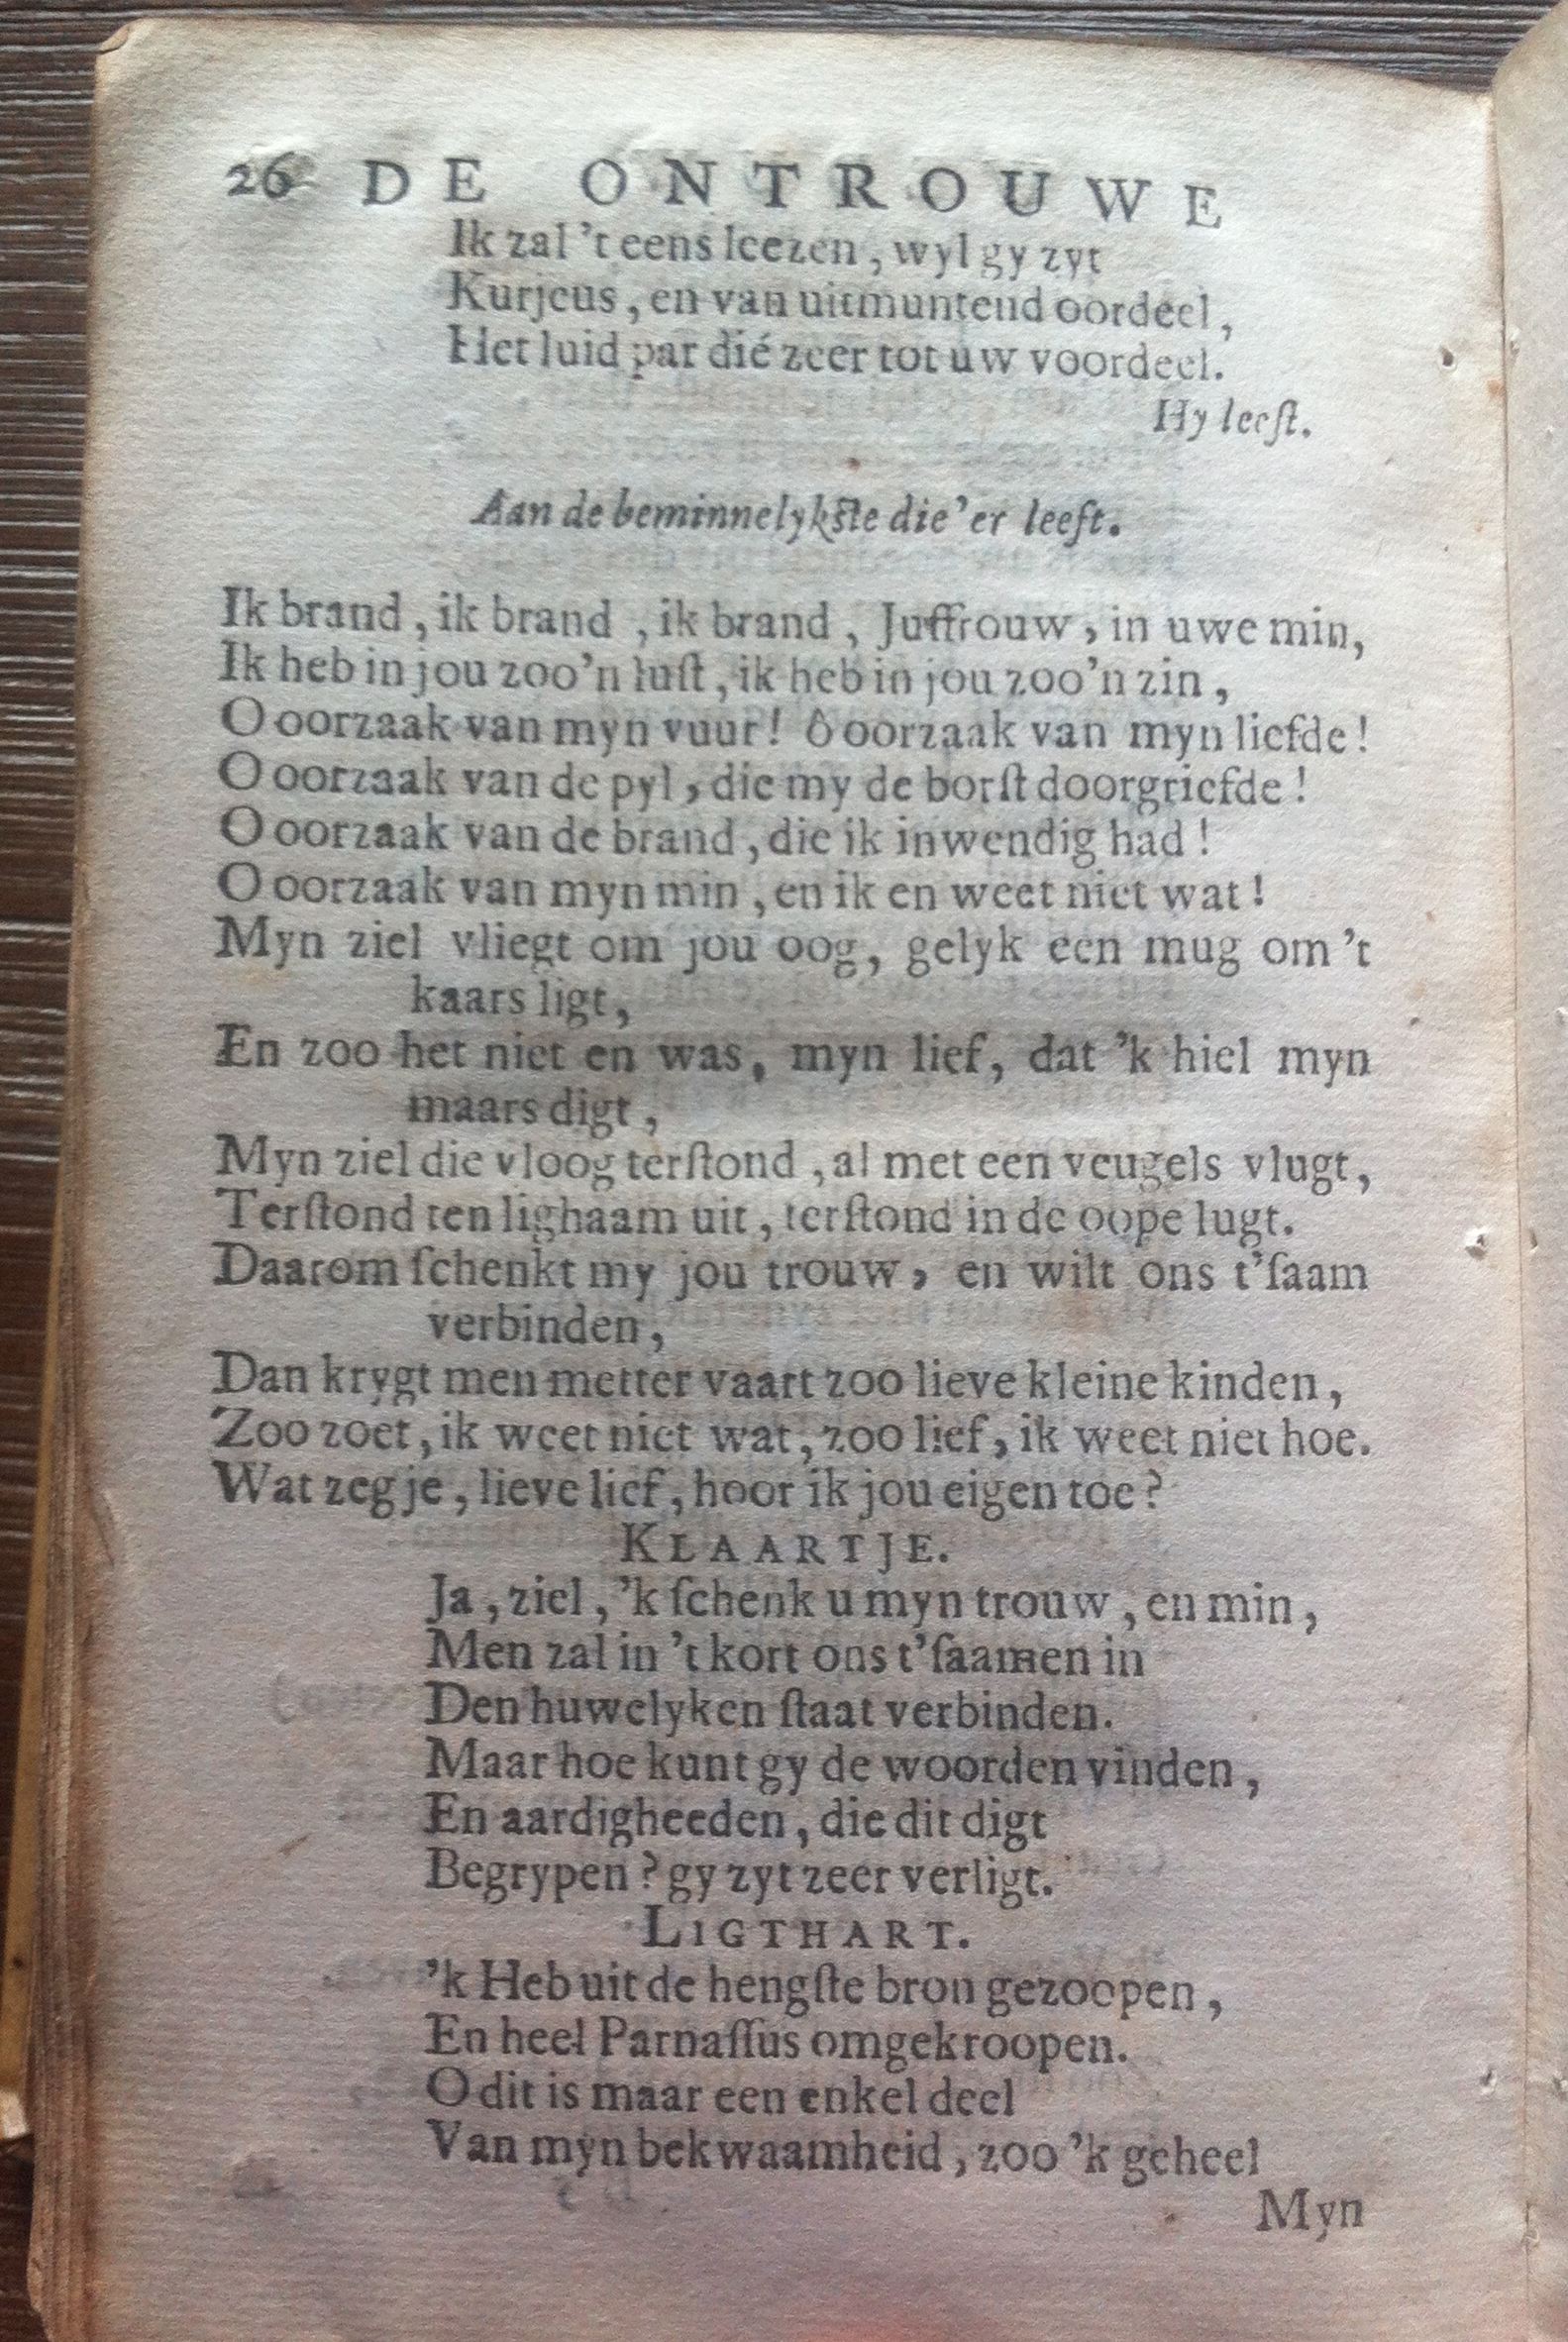 26 DE ONTROUWE
Ik zal 't eens leezen, wyl gy zyt
Kurjeus, en van uitmuntend oordeel,
Het luid par dié zeer tot uw voordeel.
Hy leeſt.
Aan de beminnelykſte die 'er leeft.
Ik brand, ik brand, ik brand, Juffrouw, in uwe min,
Ik heb in jou zoo'n luſt, ik heb in jou zoo'n zin,
O oorzaak van myn vuur! ô oorzaak van myn liefde!
O oorzaak van de pyl, die my de borſt doorgriefde!
O oorzaak van de brand, die ik inwendig had!
O oorzaak van myn min, en ik en weet niet wat!
Myn ziel vliegt om jou oog, gelyk een mug om 't
kaars ligt,
En zoo het niet en was, myn lief, dat 'k hiel myn
maars digt,
Myn ziel die vloog terſtond, al met een veugels vlugt,
Terſtond ten lighaam uit, terſtond in de oope lugt.
Daarom ſchenkt my jou trouw, en wilt ons t'ſaam
verbinden,
Dan krygt men metter vaart zoo lieve kleine kinden,
Zoo zoet, ik weet niet wat, zoo lief, ik weet niet hoe.
Wat zeg je, lieve lief, hoor ik jou eigen toe?
KLAARTJE.
Ja, ziel, 'k ſchenk u myn trouw, en min,
Men zal in 't kort ons t'ſaamen in
Den huwelyken ſtaat verbinden.
Maar hoe kunt gy de woorden vinden,
En aardigheeden, die dit digt
Begrypen? gy zyt zeer verligt.
LIGTHART.
'k Heb uit de hengſte bron gezoopen,
En heel Parnaſſus omgekroopen.
O dit is maar een enkel deel
Van myn bekwaamheid, zoo 'k geheel
Myn